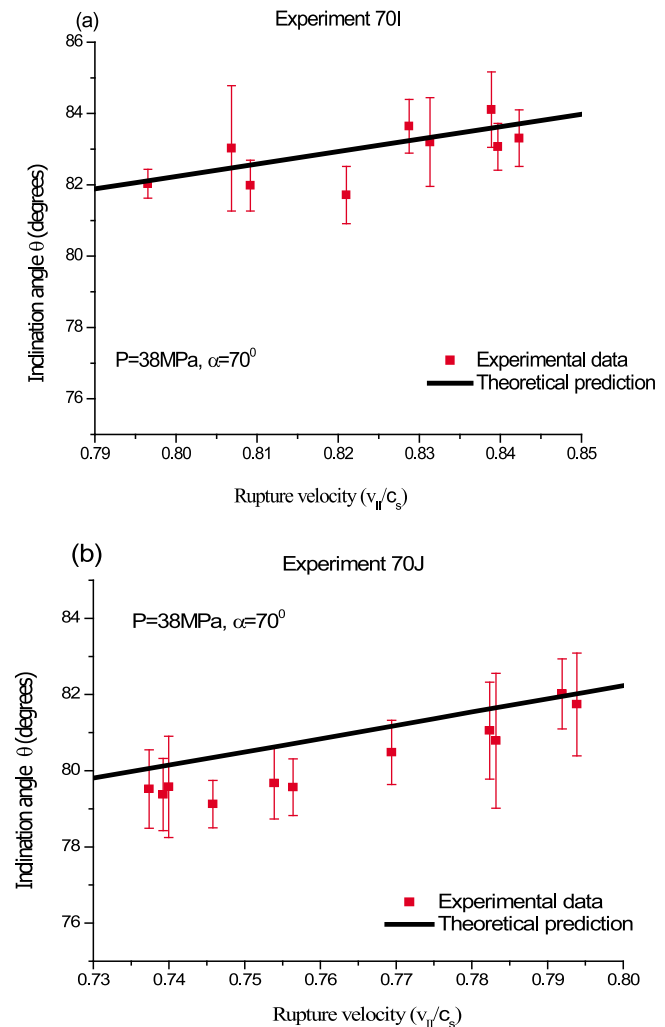 (a)
Experiment 70I
86
84
82
80
78
76
Inclination angle θ (degrees)
P=38MPa, α=70⁰
Experimental data
Theoretical prediction
0.79 0.80 0.81 0.82 0.83 0.84 0.85
Rupture velocity (v_II/c_s)
(b)
Experiment 70J
84
82
80
78
76
Inclination angle θ (degrees)
P=38MPa, α=70⁰
Experimental data
Theoretical prediction
0.73 0.74 0.75 0.76 0.77 0.78 0.79 0.80
Rupture velocity (v_II/c_s)